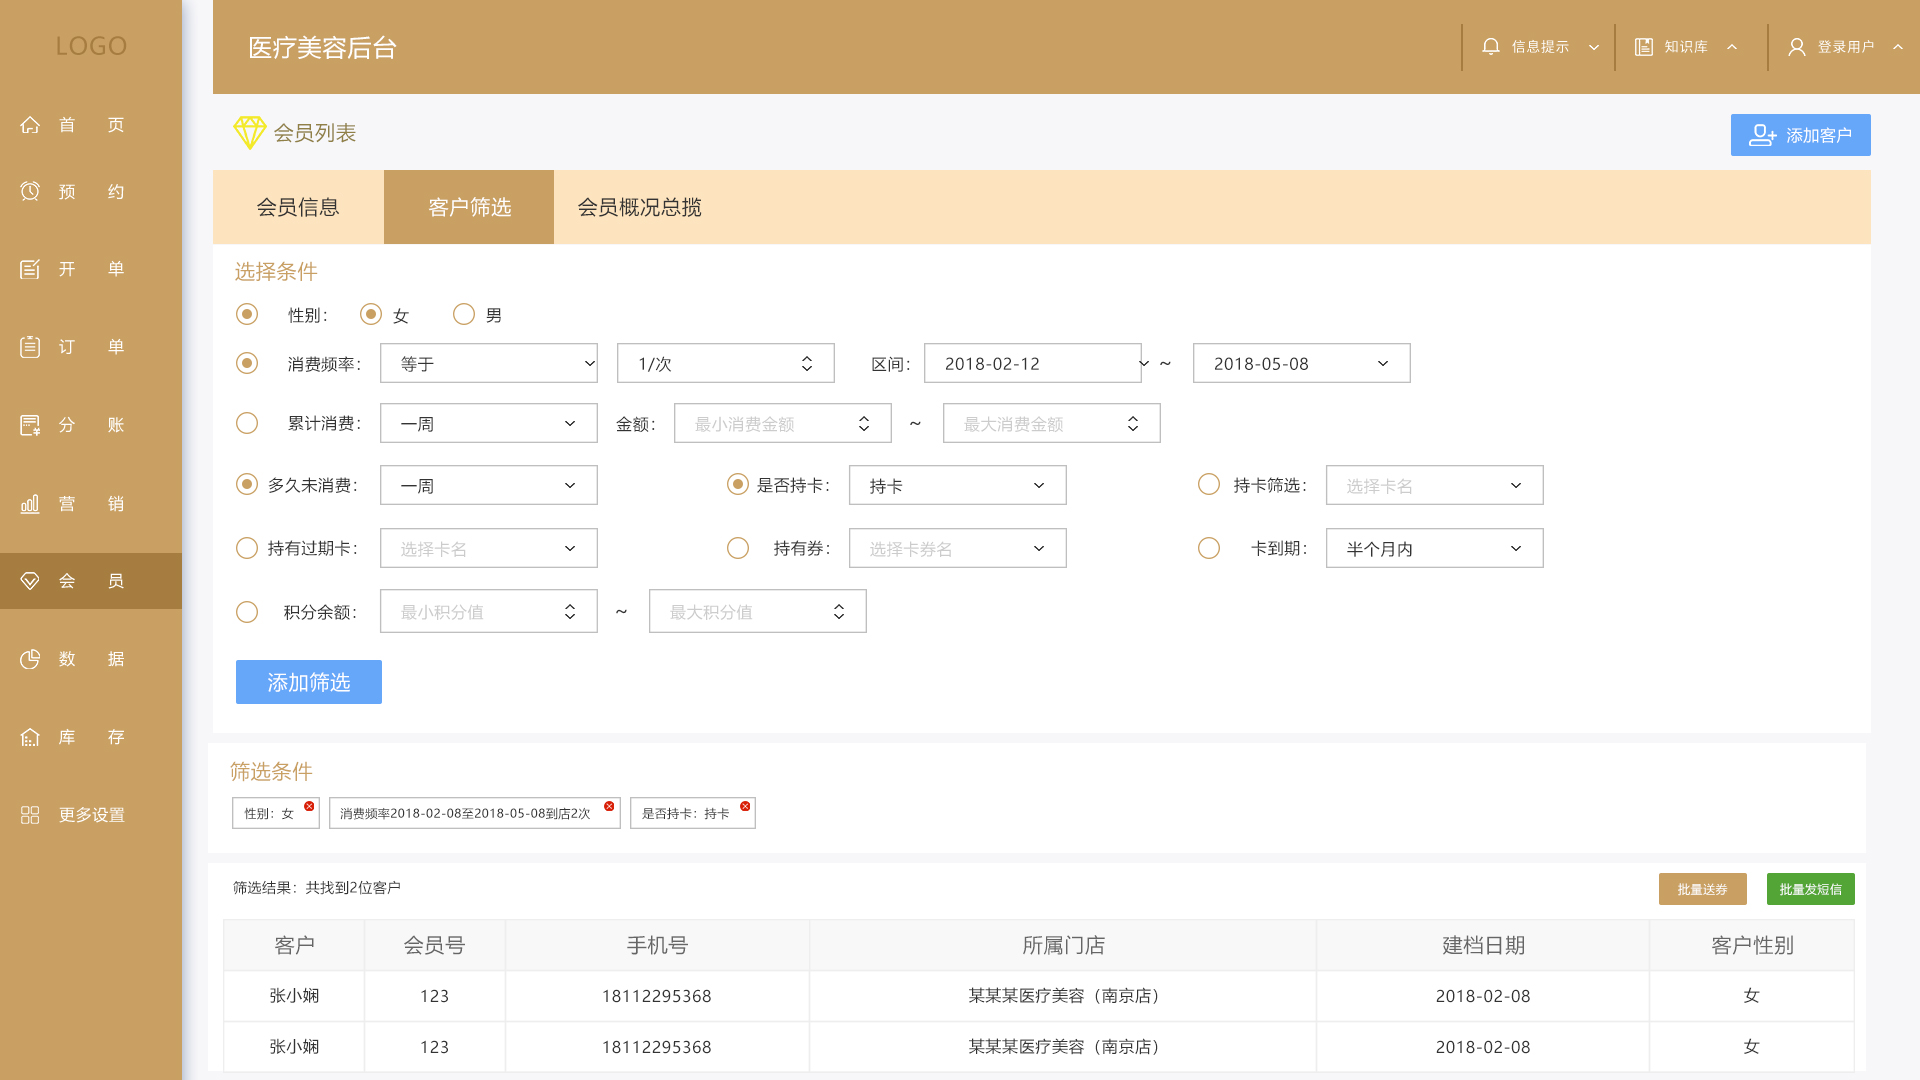 LOGO
医疗美容后台
信息提示
知识库
登录用户
首 页
预 约
开 单
订 单
分 账
营 销
会 员
数 据
库 存
更多设置
会员列表
添加客户
会员信息
客户筛选
会员概况总揽
选择条件
性别: 女 男
消费频率: 等于 1/次 区间: 2018-02-12 ~ 2018-05-08
累计消费: 一周 金额: 最小消费金额 ~ 最大消费金额
多久未消费: 一周 是否持卡: 持卡 持卡筛选: 选择卡名
持有过期卡: 选择卡名 持有券: 选择卡券名 卡到期: 半个月内
积分余额: 最小积分值 ~ 最大积分值
添加筛选
筛选条件
性别: 女
消费频率2018-02-08至2018-05-08到店2次
是否持卡: 持卡
筛选结果: 共找到2位客户
批量送券
批量发短信
客户 会员号 手机号 所属门店 建档日期 客户性别
张小娴 123 18112295368 某某某医疗美容（南京店） 2018-02-08 女
张小娴 123 18112295368 某某某医疗美容（南京店） 2018-02-08 女